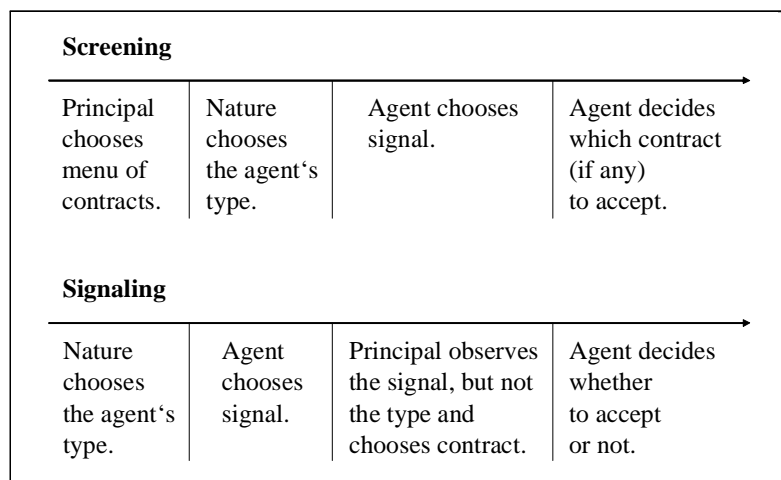 Screening
Principal
chooses
menu of
contracts.
Nature
chooses
the agent‘s
type.
Agent chooses
signal.
Agent decides
which contract
(if any)
to accept.
Signaling
Nature
chooses
the agent‘s
type.
Agent
chooses
signal.
Principal observes
the signal, but not
the type and
chooses contract.
Agent decides
whether
to accept
or not.